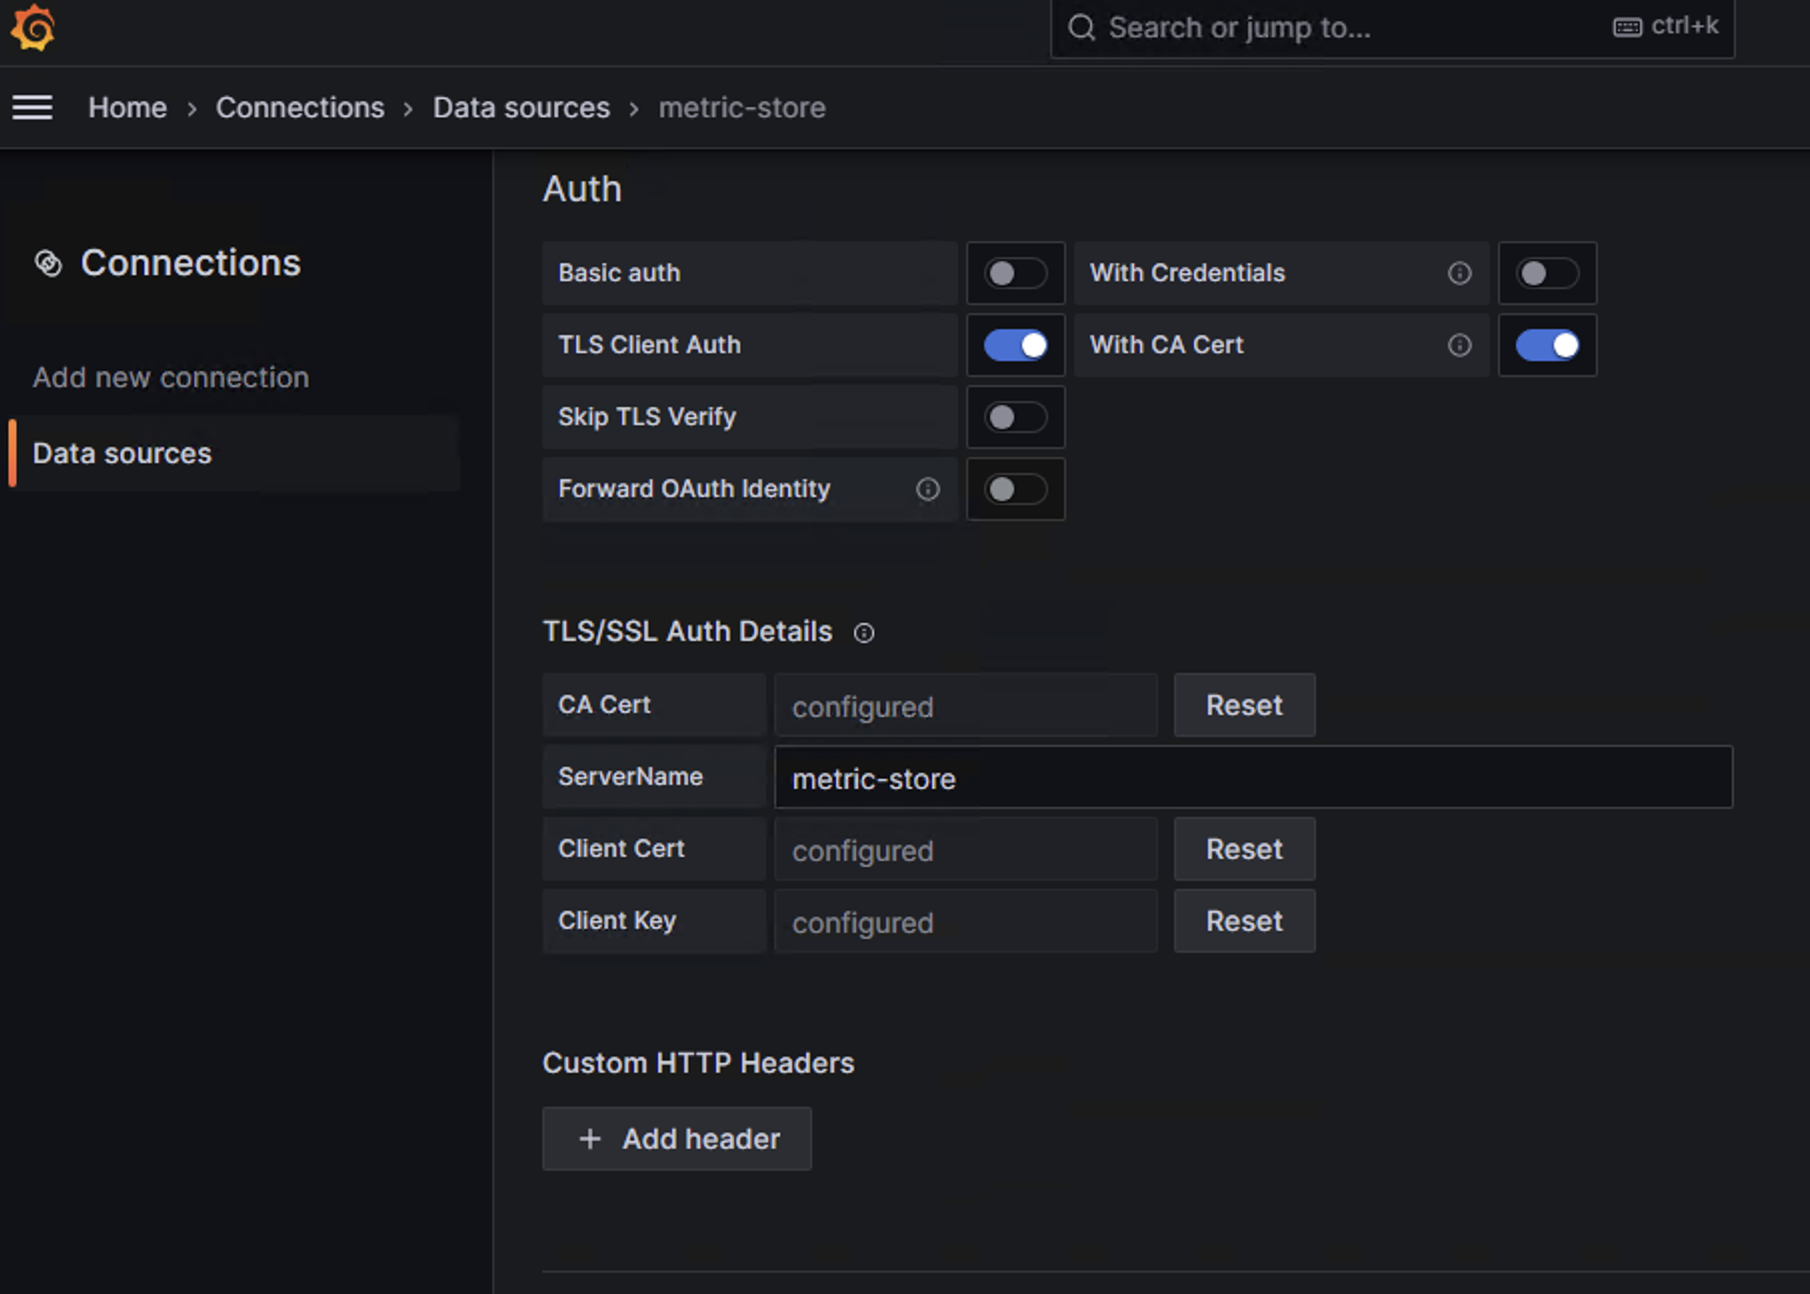 Search or jump to... ctrl+k
Home › Connections › Data sources › metric-store
Connections
Add new connection
Data sources
Auth
Basic auth With Credentials
TLS Client Auth With CA Cert
Skip TLS Verify
Forward OAuth Identity
TLS/SSL Auth Details
CA Cert configured Reset
ServerName metric-store
Client Cert configured Reset
Client Key configured Reset
Custom HTTP Headers
+ Add header